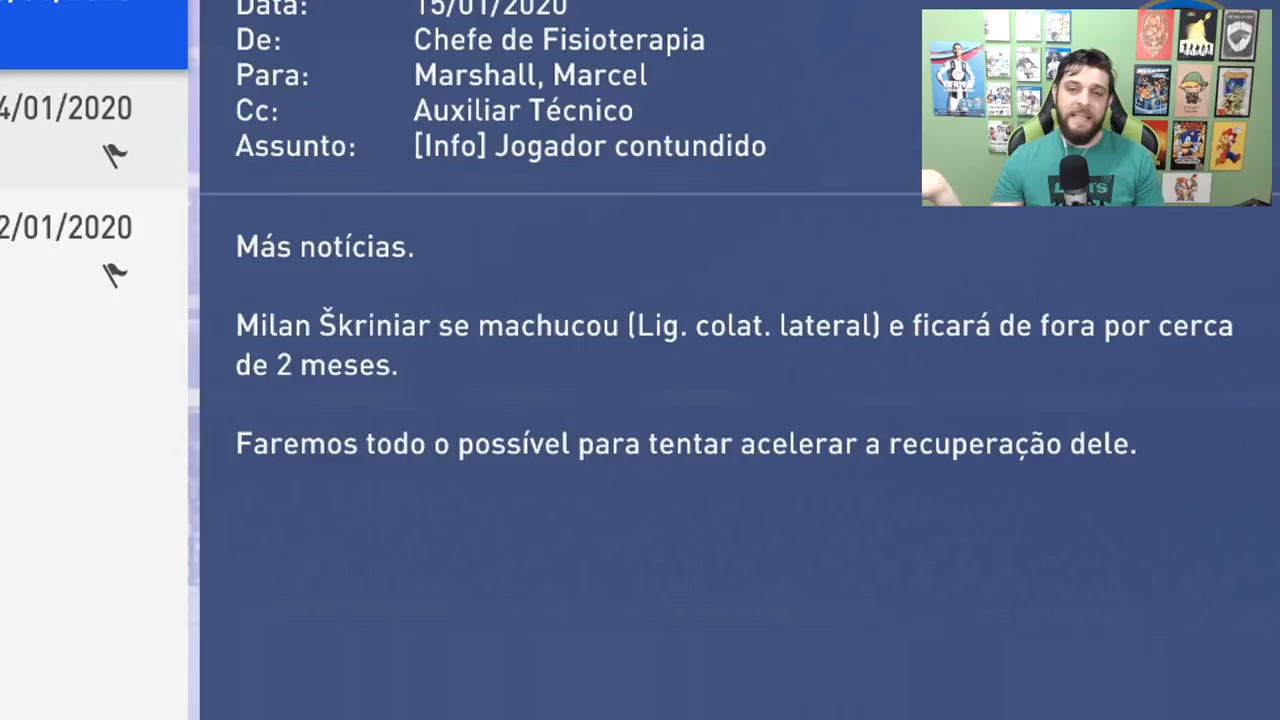 Data: 15/01/2020
De: Chefe de Fisioterapia
Para: Marshall, Marcel
Cc: Auxiliar Técnico
Assunto: [Info] Jogador contundido
4/01/2020
2/01/2020
Más notícias.
Milan Škriniar se machucou (Lig. colat. lateral) e ficará de fora por cerca
de 2 meses.
Faremos todo o possível para tentar acelerar a recuperação dele.